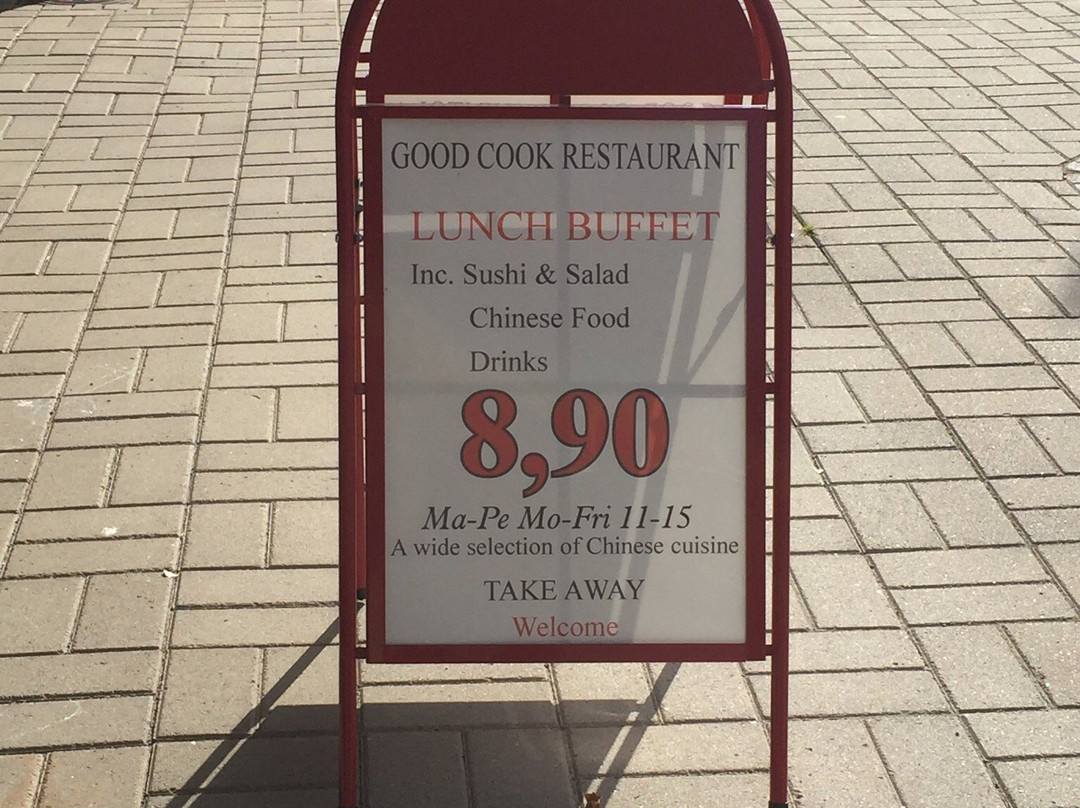 GOOD COOK RESTAURANT
LUNCH BUFFET
Inc. Sushi & Salad
Chinese Food
Drinks
8,90
Ma-Pe Mo-Fri 11-15
A wide selection of Chinese cuisine
TAKE AWAY
Welcome